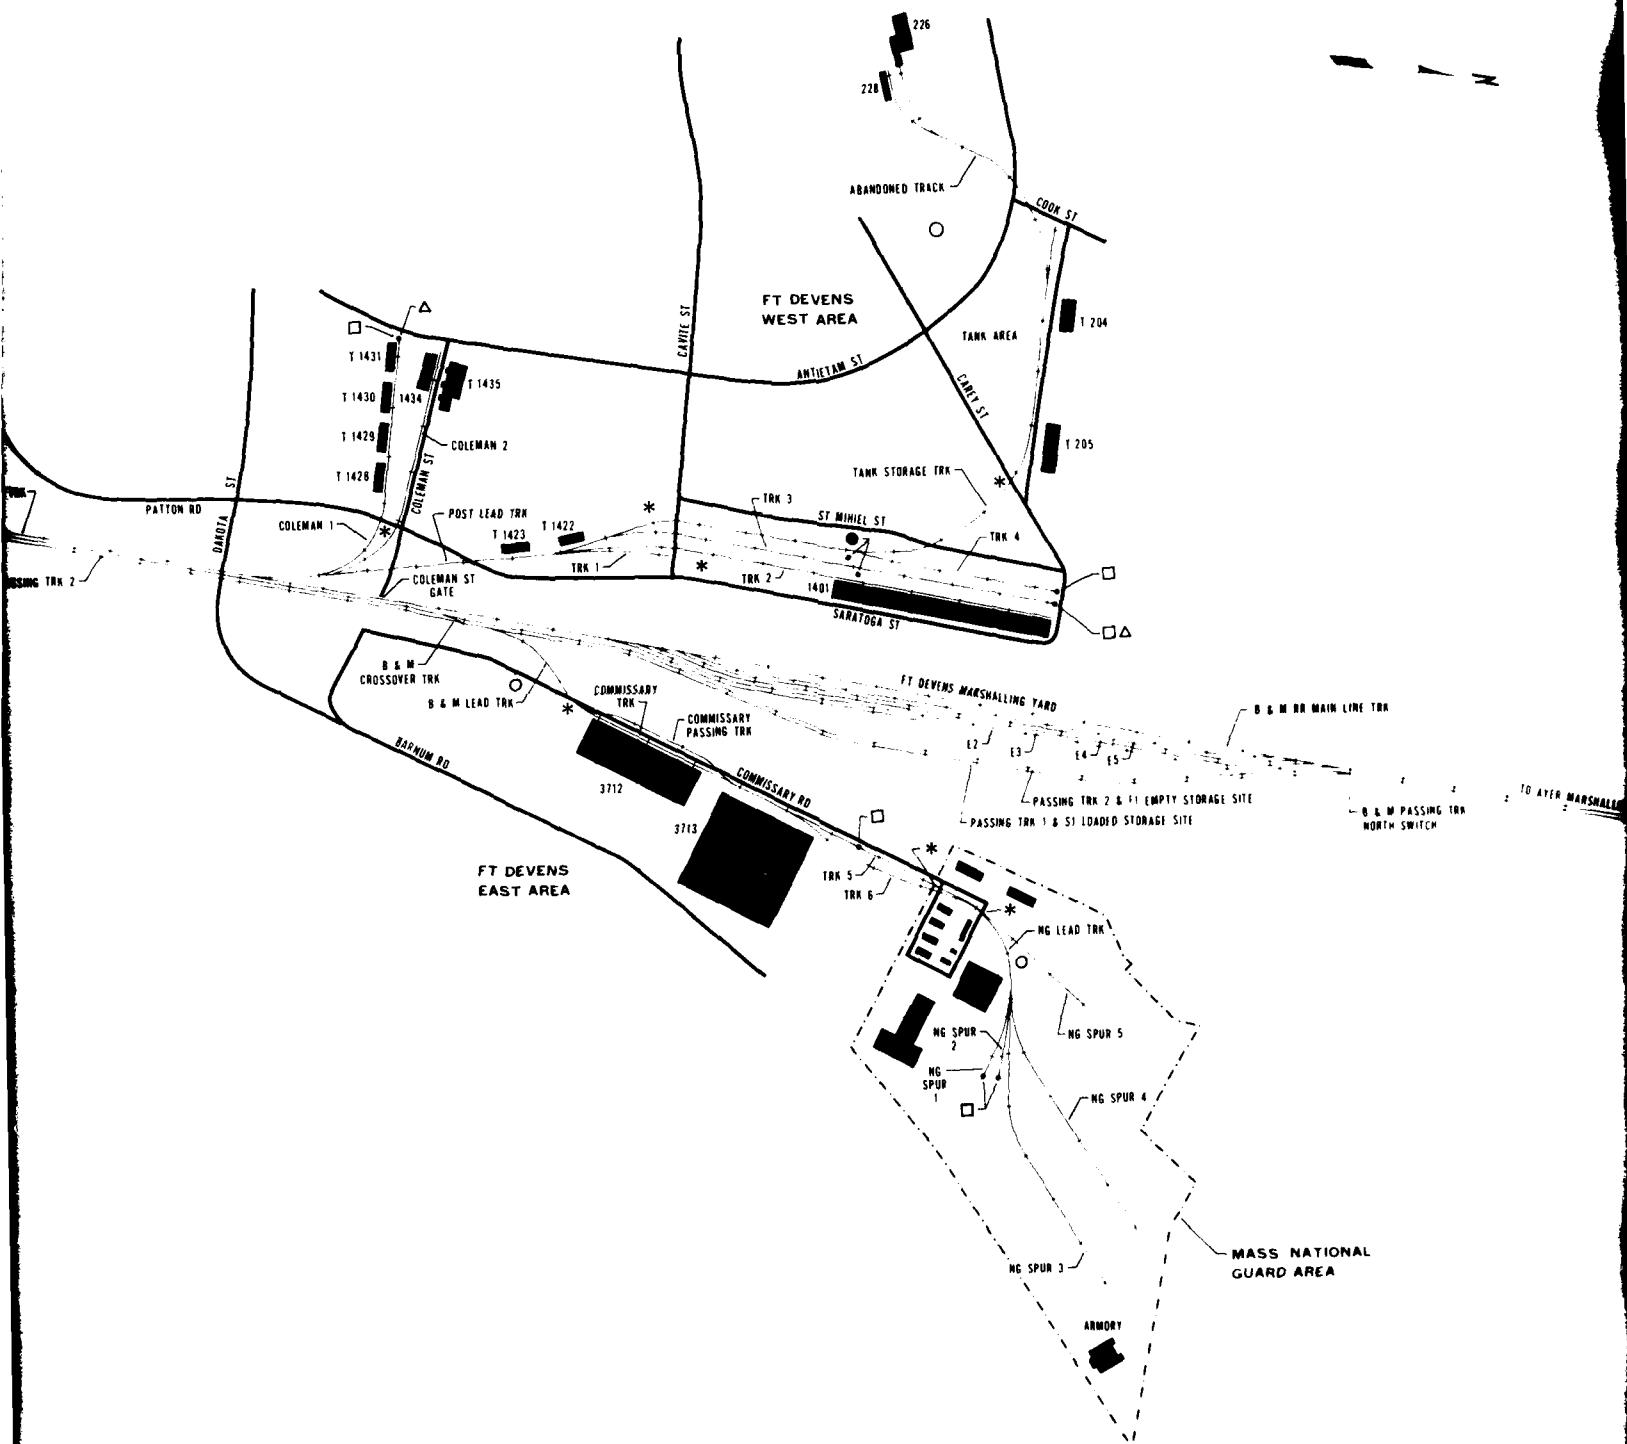 226
N
228
ABANDONED TRACK
COOK ST
FT DEVENS
WEST AREA
T 204
TANK AREA
CAVITE ST
ANTIETAM ST
CAREY ST
T 1431
T 1430
1434
T 1435
T 1429
COLEMAN 2
T 1428
COLEMAN ST
T 205
TANK STORAGE TRK
DAKOTA ST
PATTON RD
COLEMAN 1
POST LEAD TRK
T 1423
T 1422
TRK 3
ST MIHIEL ST
TRK 4
TRK 1
TRK 2
COLEMAN ST
GATE
1401
SARATOGA ST
TRK 2
B & M
CROSSOVER TRK
B & M LEAD TRK
COMMISSARY
TRK
COMMISSARY
PASSING TRK
FT DEVENS MARSHALLING YARD
B & M RR MAIN LINE TRK
E2
E3
E4
E5
BARNUM RD
3712
COMMISSARY RD
PASSING TRK 2 & F1 EMPTY STORAGE SITE
PASSING TRK 1 & S1 LOADED STORAGE SITE
B & M PASSING TRK
NORTH SWITCH
TO AYER
3713
FT DEVENS
EAST AREA
TRK 5
TRK 6
NG LEAD TRK
NG SPUR
2
NG SPUR 5
NG
SPUR
1
NG SPUR 4
NG SPUR 3
MASS NATIONAL
GUARD AREA
ARMORY